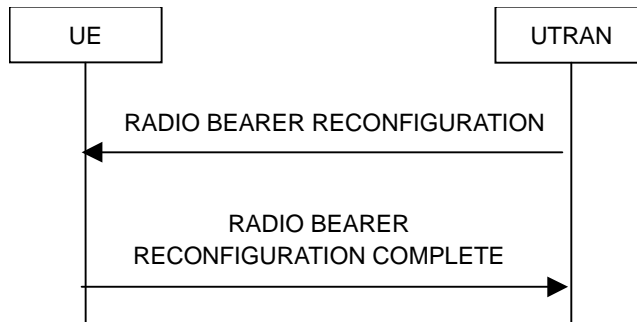 UE
UTRAN
RADIO BEARER RECONFIGURATION
RADIO BEARER
RECONFIGURATION COMPLETE